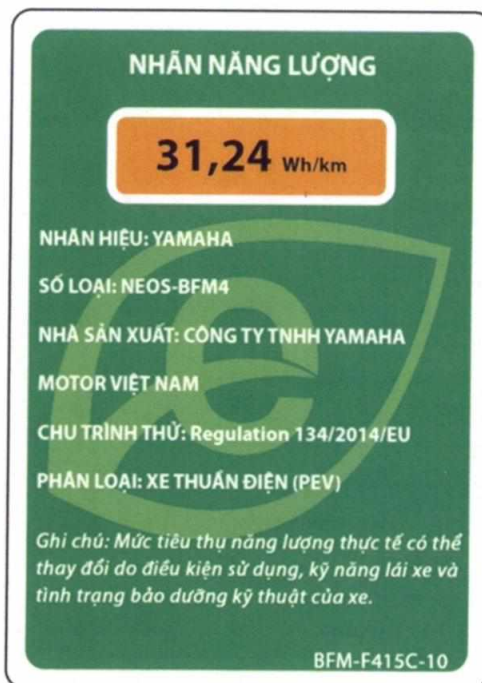 NHÃN NĂNG LƯỢNG
31,24 Wh/km
NHÃN HIỆU: YAMAHA
SỐ LOẠI: NEOS-BFM4
NHÀ SẢN XUẤT: CÔNG TY TNHH YAMAHA
MOTOR VIỆT NAM
CHU TRÌNH THỬ: Regulation 134/2014/EU
PHÂN LOẠI: XE THUẦN ĐIỆN (PEV)
Ghi chú: Mức tiêu thụ năng lượng thực tế có thể
thay đổi do điều kiện sử dụng, kỹ năng lái xe và
tình trạng bảo dưỡng kỹ thuật của xe.
BFM-F415C-10